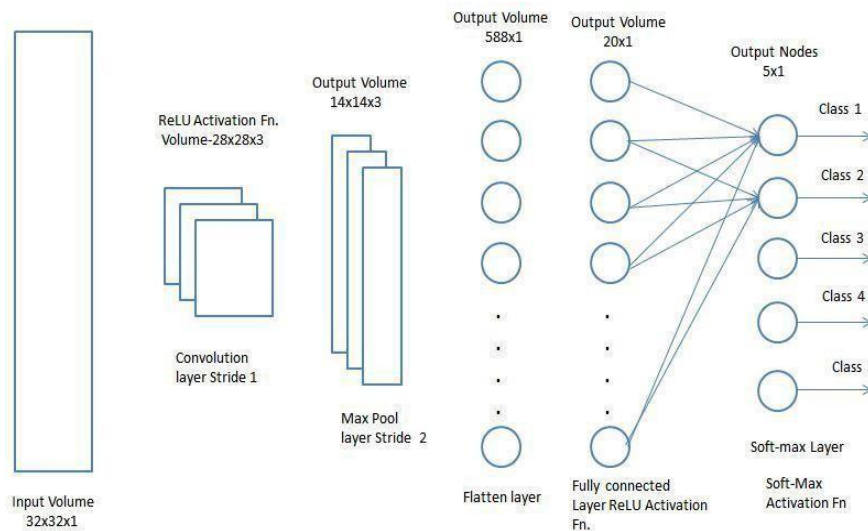 Output Volume
588x1
Output Volume
20x1
Output Nodes
5x1
Output Volume
14x14x3
ReLU Activation Fn.
Volume-28x28x3
Class 1
Class 2
Class 3
Class 4
Class
Convolution
layer Stride 1
Max Pool
layer Stride 2
Input Volume
32x32x1
Flatten layer
Fully connected
Layer ReLU Activation
Fn.
Soft-max Layer
Soft-Max
Activation Fn